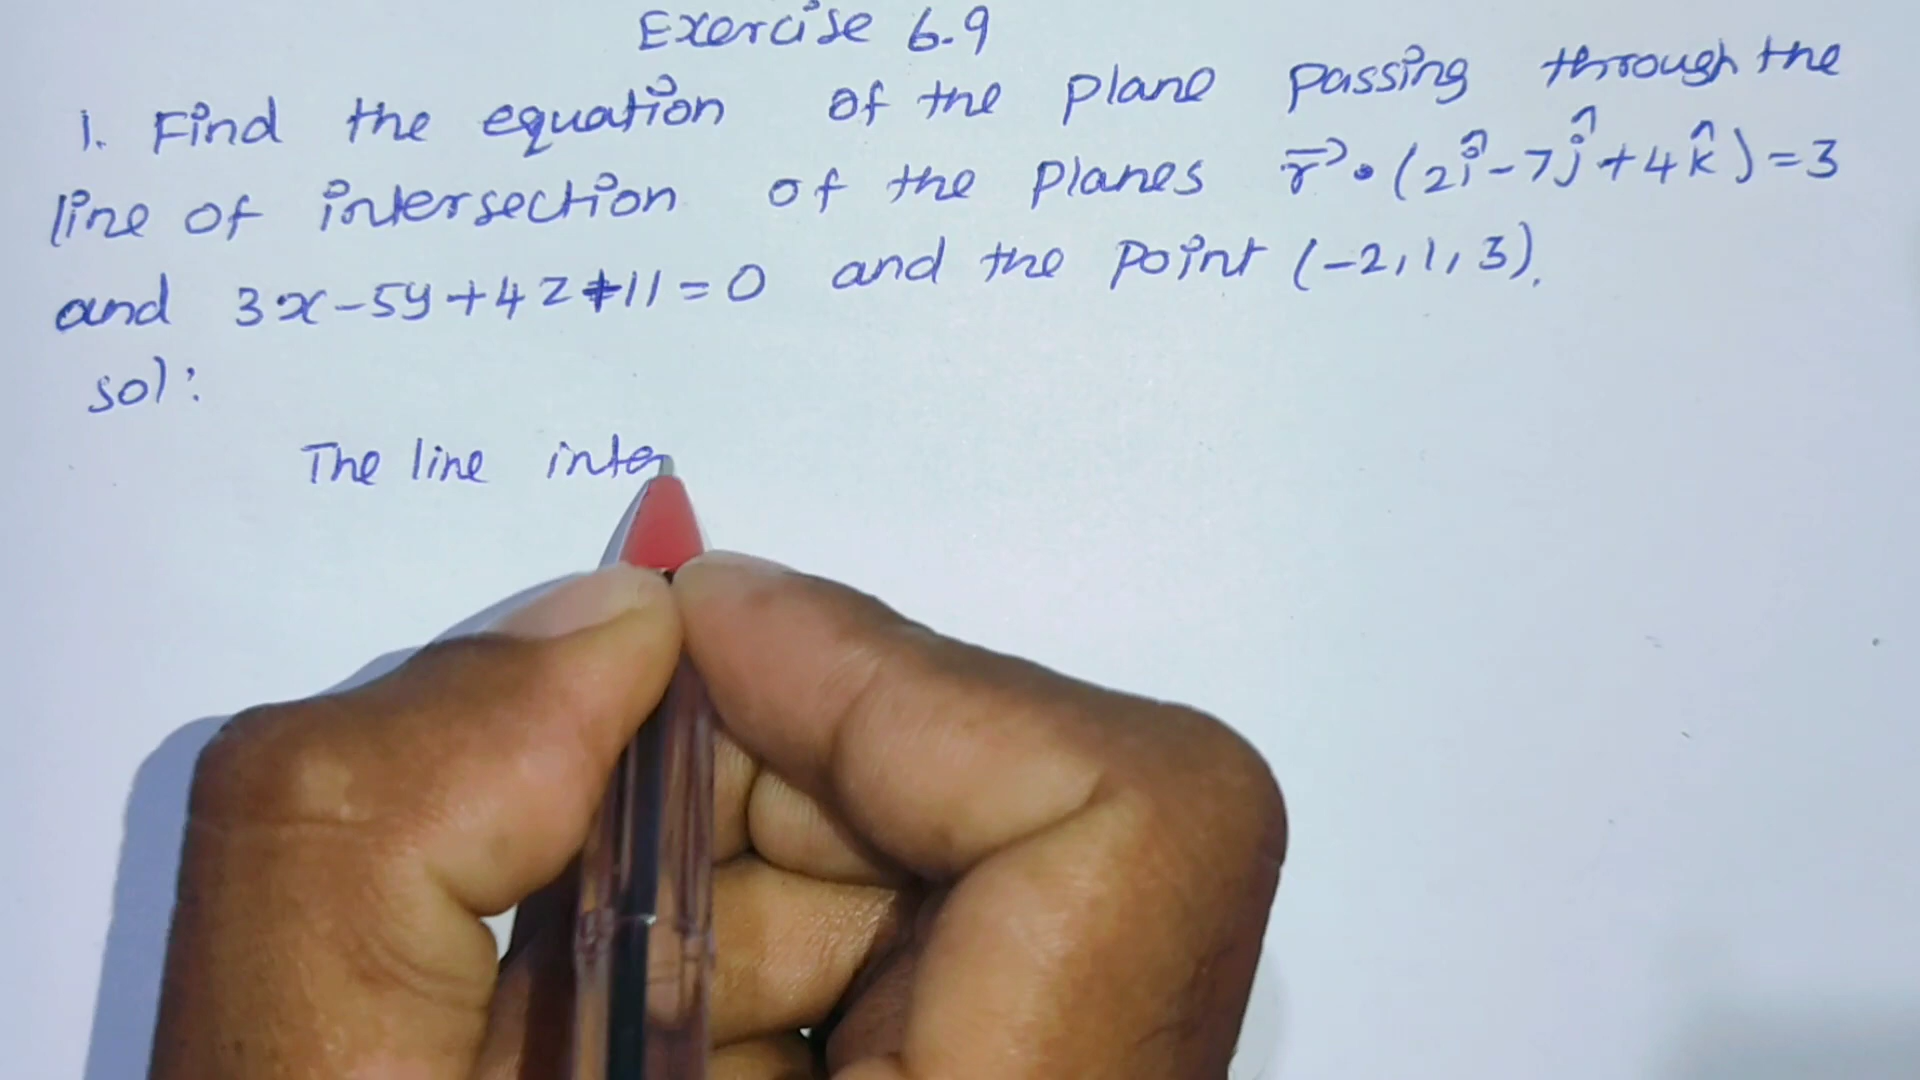 Exercise 6.9
1. Find the equation of the plane passing through the
line of intersection of the planes r⃗ • (2î - 7ĵ + 4k̂) = 3
and 3x - 5y + 4z + 11 = 0 and the point (-2, 1, 3).
sol:
The line inter